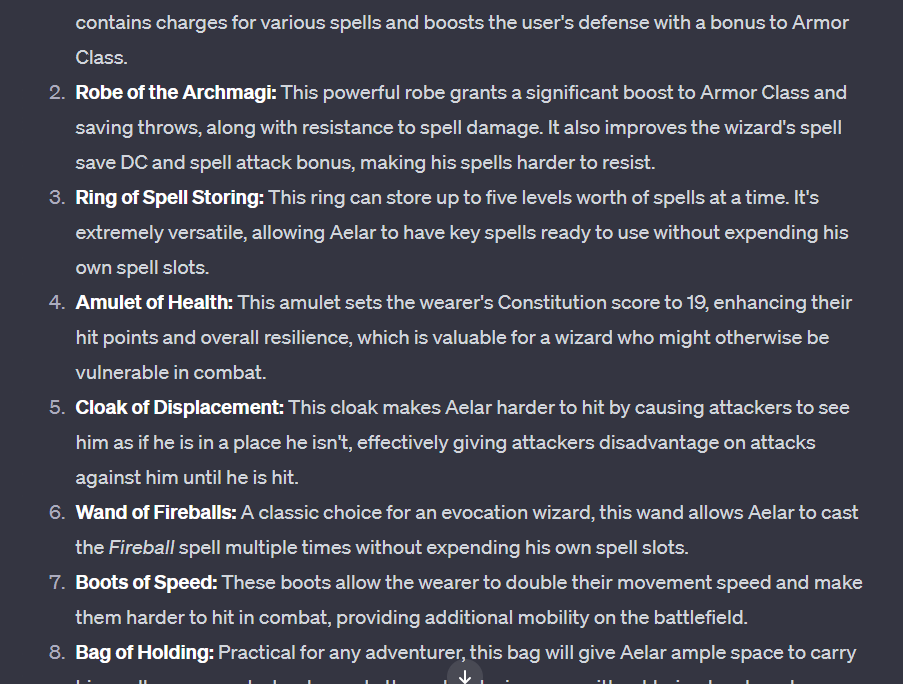 contains charges for various spells and boosts the user's defense with a bonus to Armor
Class.
2. Robe of the Archmagi: This powerful robe grants a significant boost to Armor Class and
saving throws, along with resistance to spell damage. It also improves the wizard's spell
save DC and spell attack bonus, making his spells harder to resist.
3. Ring of Spell Storing: This ring can store up to five levels worth of spells at a time. It's
extremely versatile, allowing Aelar to have key spells ready to use without expending his
own spell slots.
4. Amulet of Health: This amulet sets the wearer's Constitution score to 19, enhancing their
hit points and overall resilience, which is valuable for a wizard who might otherwise be
vulnerable in combat.
5. Cloak of Displacement: This cloak makes Aelar harder to hit by causing attackers to see
him as if he is in a place he isn't, effectively giving attackers disadvantage on attacks
against him until he is hit.
6. Wand of Fireballs: A classic choice for an evocation wizard, this wand allows Aelar to cast
the Fireball spell multiple times without expending his own spell slots.
7. Boots of Speed: These boots allow the wearer to double their movement speed and make
them harder to hit in combat, providing additional mobility on the battlefield.
8. Bag of Holding: Practical for any adventurer, this bag will give Aelar ample space to carry